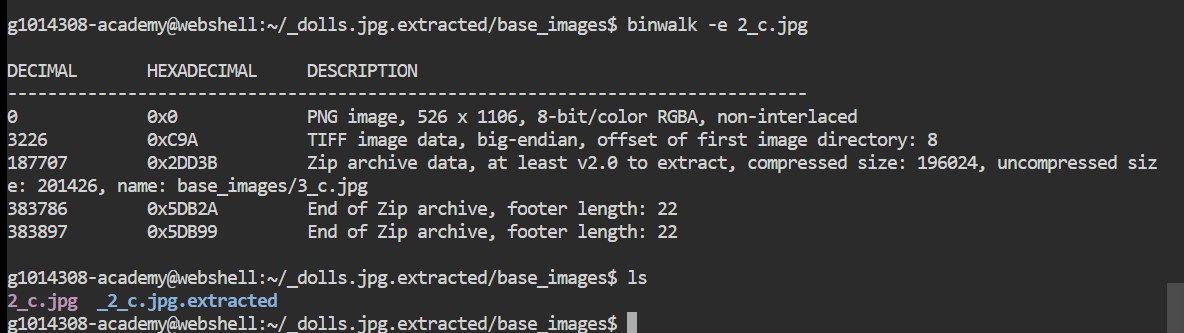 g1014308-academy@webshell:~/_dolls.jpg.extracted/base_images$ binwalk -e 2_c.jpg
DECIMAL       HEXADECIMAL     DESCRIPTION
--------------------------------------------------------------------------------
0             0x0             PNG image, 526 x 1106, 8-bit/color RGBA, non-interlaced
3226          0xC9A           TIFF image data, big-endian, offset of first image directory: 8
187707        0x2DD3B         Zip archive data, at least v2.0 to extract, compressed size: 196024, uncompressed siz
e: 201426, name: base_images/3_c.jpg
383786        0x5DB2A         End of Zip archive, footer length: 22
383897        0x5DB99         End of Zip archive, footer length: 22
g1014308-academy@webshell:~/_dolls.jpg.extracted/base_images$ ls
2_c.jpg  _2_c.jpg.extracted
g1014308-academy@webshell:~/_dolls.jpg.extracted/base_images$